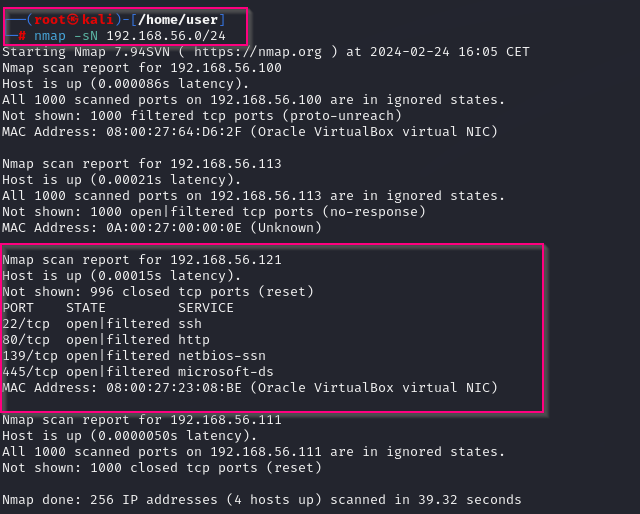 ──(root㉿kali)-[/home/user]
─# nmap -sN 192.168.56.0/24
Starting Nmap 7.94SVN ( https://nmap.org ) at 2024-02-24 16:05 CET
Nmap scan report for 192.168.56.100
Host is up (0.000086s latency).
All 1000 scanned ports on 192.168.56.100 are in ignored states.
Not shown: 1000 filtered tcp ports (proto-unreach)
MAC Address: 08:00:27:64:D6:2F (Oracle VirtualBox virtual NIC)
Nmap scan report for 192.168.56.113
Host is up (0.00021s latency).
All 1000 scanned ports on 192.168.56.113 are in ignored states.
Not shown: 1000 open|filtered tcp ports (no-response)
MAC Address: 0A:00:27:00:00:0E (Unknown)
Nmap scan report for 192.168.56.121
Host is up (0.00015s latency).
Not shown: 996 closed tcp ports (reset)
PORT    STATE         SERVICE
22/tcp  open|filtered ssh
80/tcp  open|filtered http
139/tcp open|filtered netbios-ssn
445/tcp open|filtered microsoft-ds
MAC Address: 08:00:27:23:08:BE (Oracle VirtualBox virtual NIC)
Nmap scan report for 192.168.56.111
Host is up (0.0000050s latency).
All 1000 scanned ports on 192.168.56.111 are in ignored states.
Not shown: 1000 closed tcp ports (reset)
Nmap done: 256 IP addresses (4 hosts up) scanned in 39.32 seconds